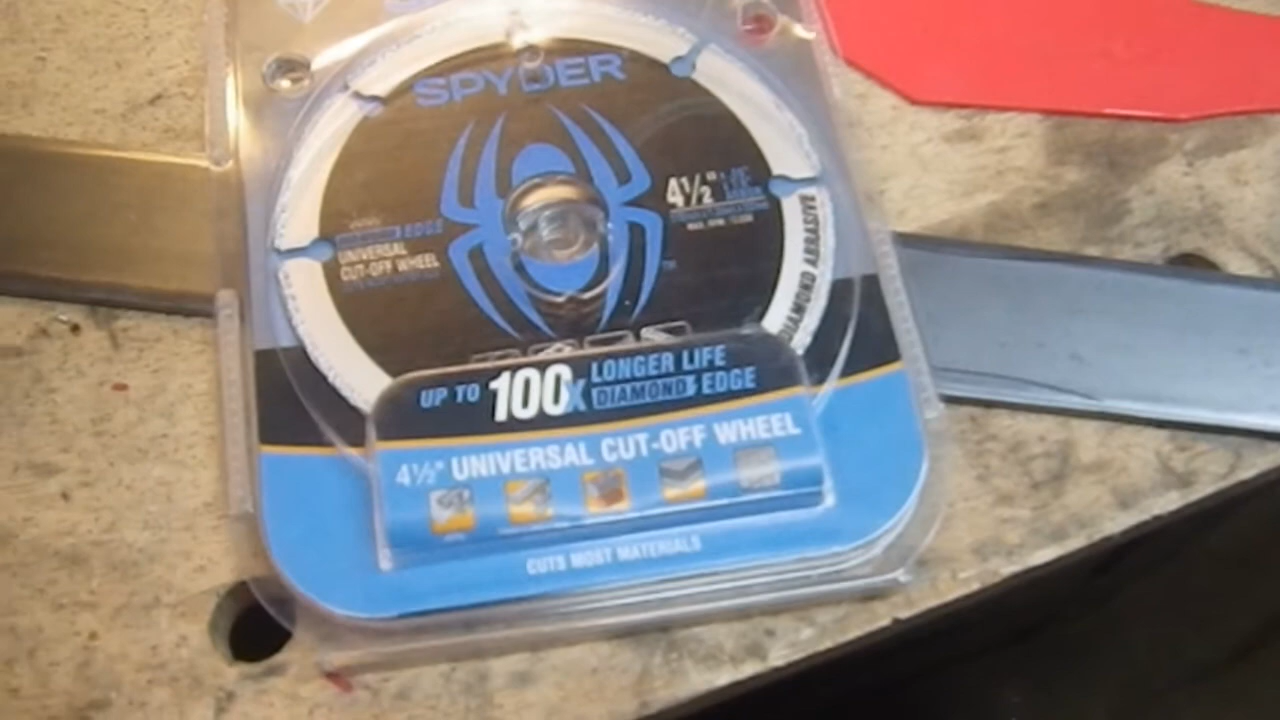 SPYDER
4½"
DIAMOND EDGE
UNIVERSAL
CUT-OFF WHEEL
DIAMOND ABRASIVE
UP TO 100X LONGER LIFE
DIAMOND EDGE
4½" UNIVERSAL CUT-OFF WHEEL
CUTS MOST MATERIALS